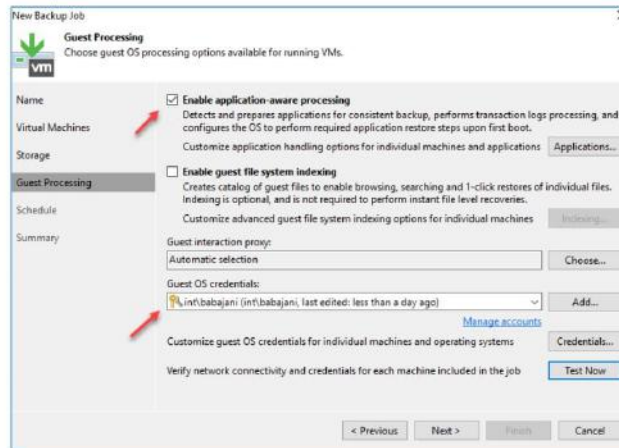 New Backup Job
Guest Processing
Choose guest OS processing options available for running VMs.
vm
Name
Virtual Machines
Storage
Guest Processing
Schedule
Summary
Enable application-aware processing
Detects and prepares applications for consistent backup, performs transaction logs processing, and
configures the OS to perform required application restore steps upon first boot.
Customize application handling options for individual machines and applications
Applications...
Enable guest file system indexing
Creates catalog of guest files to enable browsing, searching and 1-click restores of individual files.
Indexing is optional, and is not required to perform instant file level recoveries.
Customize advanced guest file system indexing options for individual machines
Indexing...
Guest interaction proxy:
Automatic selection
Choose...
Guest OS credentials:
int\babajani (int\babajani, last edited: less than a day ago)
Add...
Manage accounts
Customize guest OS credentials for individual machines and operating systems
Credentials...
Verify network connectivity and credentials for each machine included in the job
Test Now
< Previous
Next >
Finish
Cancel